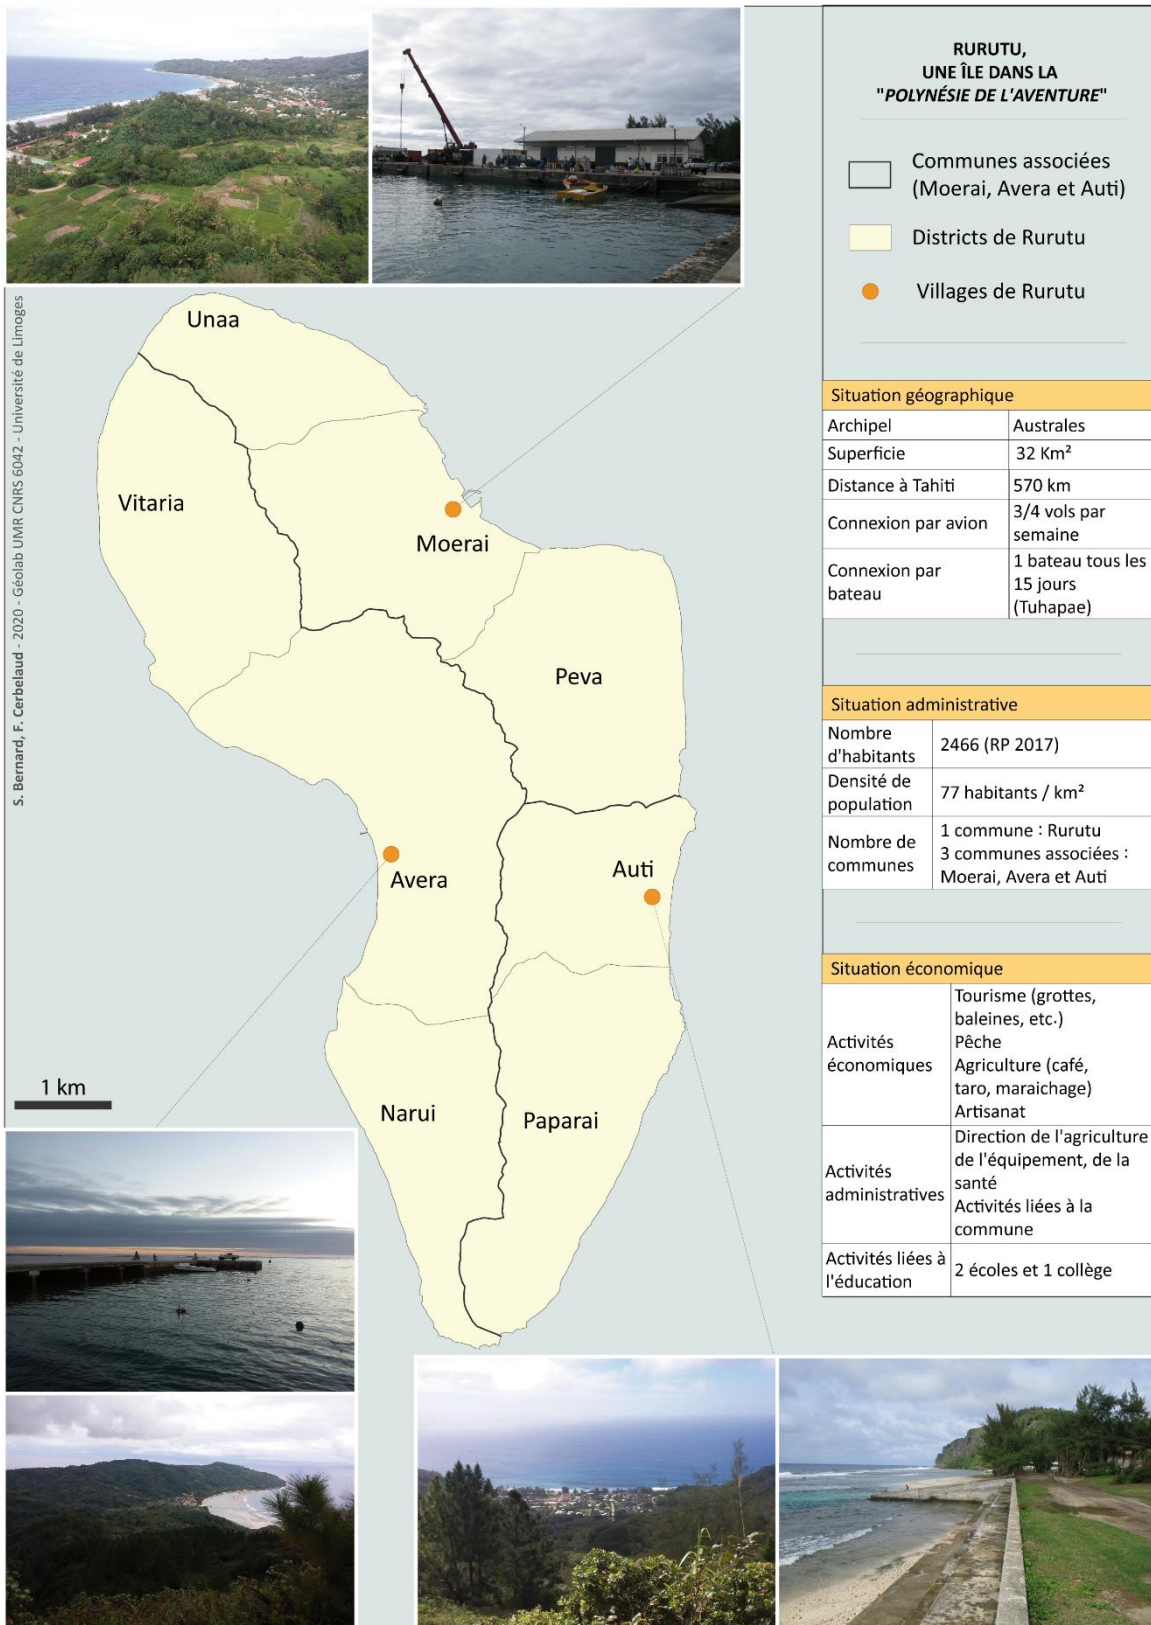 RURUTU,
UNE ÎLE DANS LA
"POLYNÉSIE DE L'AVENTURE"
Communes associées
(Moerai, Avera et Auti)
Districts de Rurutu
Villages de Rurutu
Situation géographique
Archipel
Australes
Superficie
32 Km²
Distance à Tahiti
570 km
Connexion par avion
3/4 vols par
semaine
Connexion par
bateau
1 bateau tous les
15 jours
(Tuhapae)
Situation administrative
Nombre
d'habitants
2466 (RP 2017)
Densité de
population
77 habitants / km²
Nombre de
communes
1 commune : Rurutu
3 communes associées :
Moerai, Avera et Auti
Situation économique
Activités
économiques
Tourisme (grottes,
baleines, etc.)
Pêche
Agriculture (café,
taro, maraichage)
Artisanat
Activités
administratives
Direction de l'agriculture
de l'équipement, de la
santé
Activités liées à la
commune
Activités liées à
l'éducation
2 écoles et 1 collège
S. Bernard, F. Cerbelaud - 2020 - Géolab UMR CNRS 6042 - Université de Limoges
Unaa
Vitaria
Moerai
Peva
Avera
Auti
Narui
Paparai
1 km